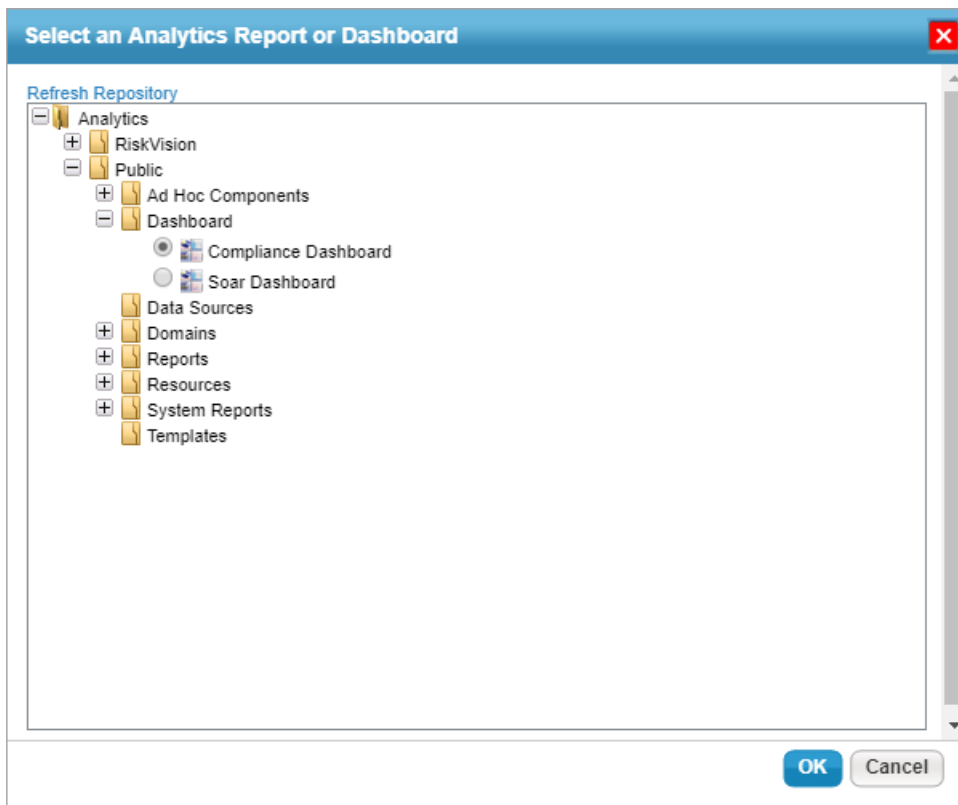 Select an Analytics Report or Dashboard
Refresh Repository
Analytics
RiskVision
Public
Ad Hoc Components
Dashboard
Compliance Dashboard
Soar Dashboard
Data Sources
Domains
Reports
Resources
System Reports
Templates
OK Cancel